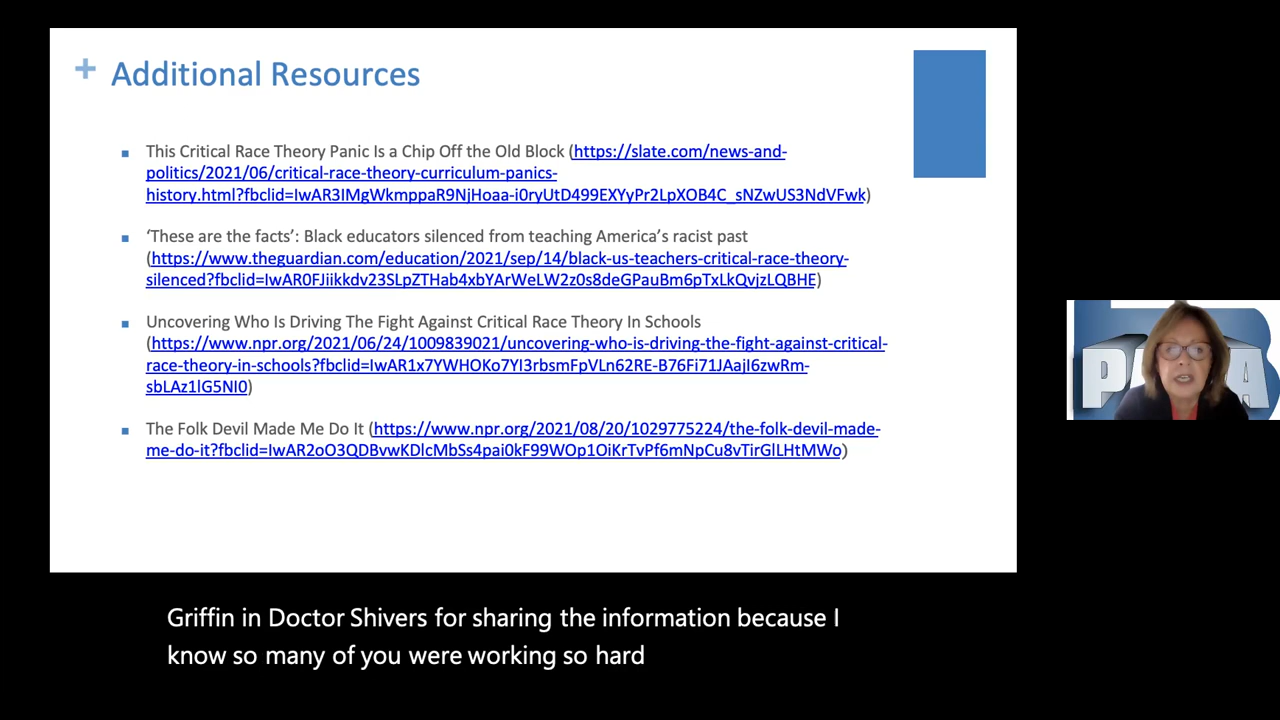 + Additional Resources
▪ This Critical Race Theory Panic Is a Chip Off the Old Block (https://slate.com/news-and-
politics/2021/06/critical-race-theory-curriculum-panics-
history.html?fbclid=IwAR3IMgWkmppaR9NjHoaa-i0ryUtD499EXYyPr2LpXOB4C_sNZwUS3NdVFwk)
▪ ‘These are the facts’: Black educators silenced from teaching America’s racist past
(https://www.theguardian.com/education/2021/sep/14/black-us-teachers-critical-race-theory-
silenced?fbclid=IwAR0FJiikkdv23SLpZTHab4xbYArWeLW2z0s8deGPauBm6pTxLkQvjzLQBHE)
▪ Uncovering Who Is Driving The Fight Against Critical Race Theory In Schools
(https://www.npr.org/2021/06/24/1009839021/uncovering-who-is-driving-the-fight-against-critical-
race-theory-in-schools?fbclid=IwAR1x7YWHOKo7YI3rbsmFpVLn62RE-B76Fi71JAajI6zwRm-
sbLAz1lG5NI0)
▪ The Folk Devil Made Me Do It (https://www.npr.org/2021/08/20/1029775224/the-folk-devil-made-
me-do-it?fbclid=IwAR2oO3QDBvwKDlcMbSs4pai0kF99WOp1OiKrTvPf6mNpCu8vTirGlLHtMWo)
Griffin in Doctor Shivers for sharing the information because I
know so many of you were working so hard